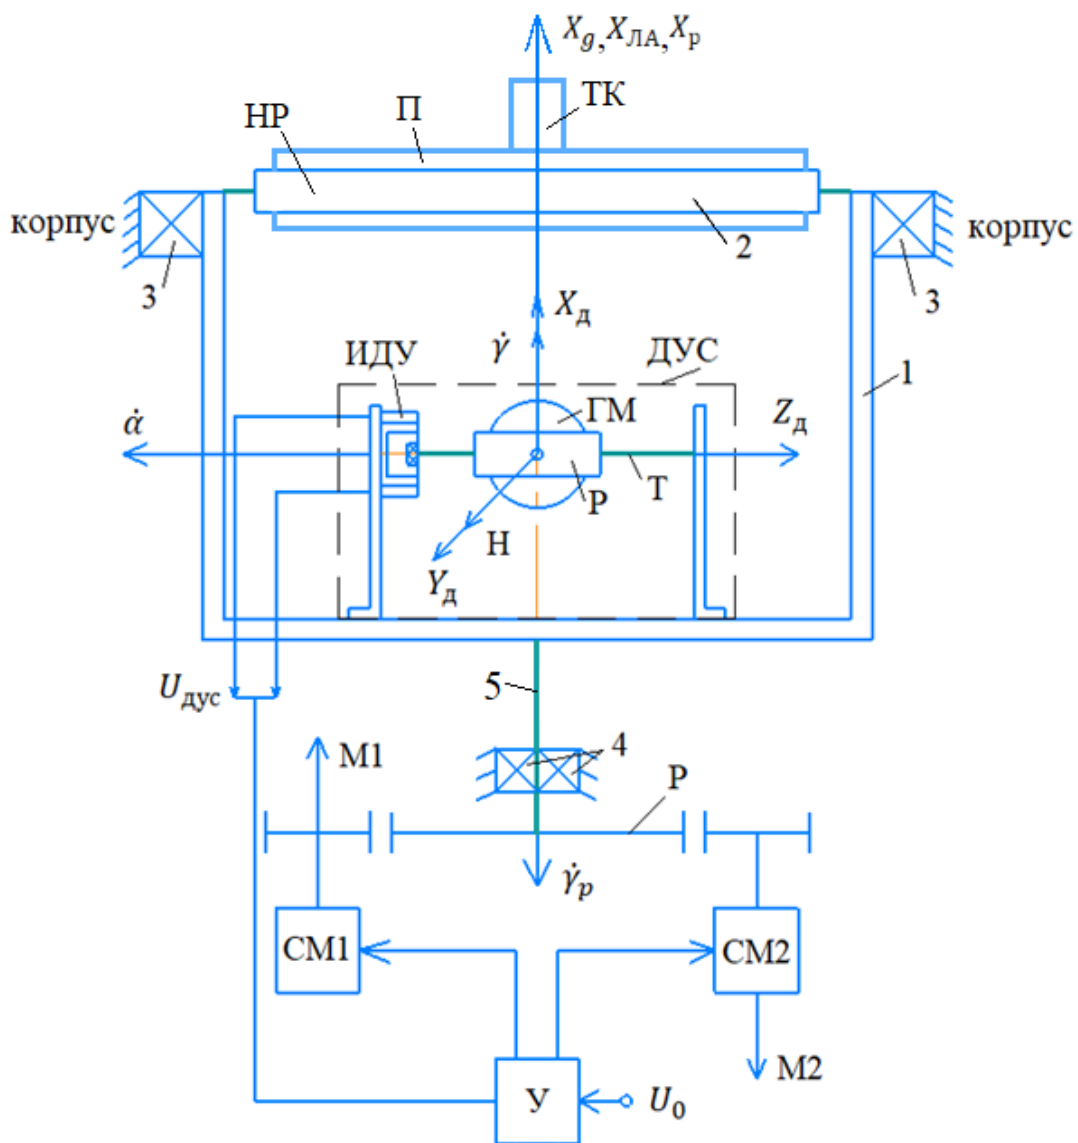 X_g, X_ЛА, X_р
ТК
НР
П
корпус
корпус
3
2
3
X_д
γ̇
ДУС
ИДУ
ГМ
1
α̇
Z_д
Т
Р
Н
Y_д
U_дус
5
4
М1
Р
γ̇_p
СМ1
СМ2
У
U_0
М2